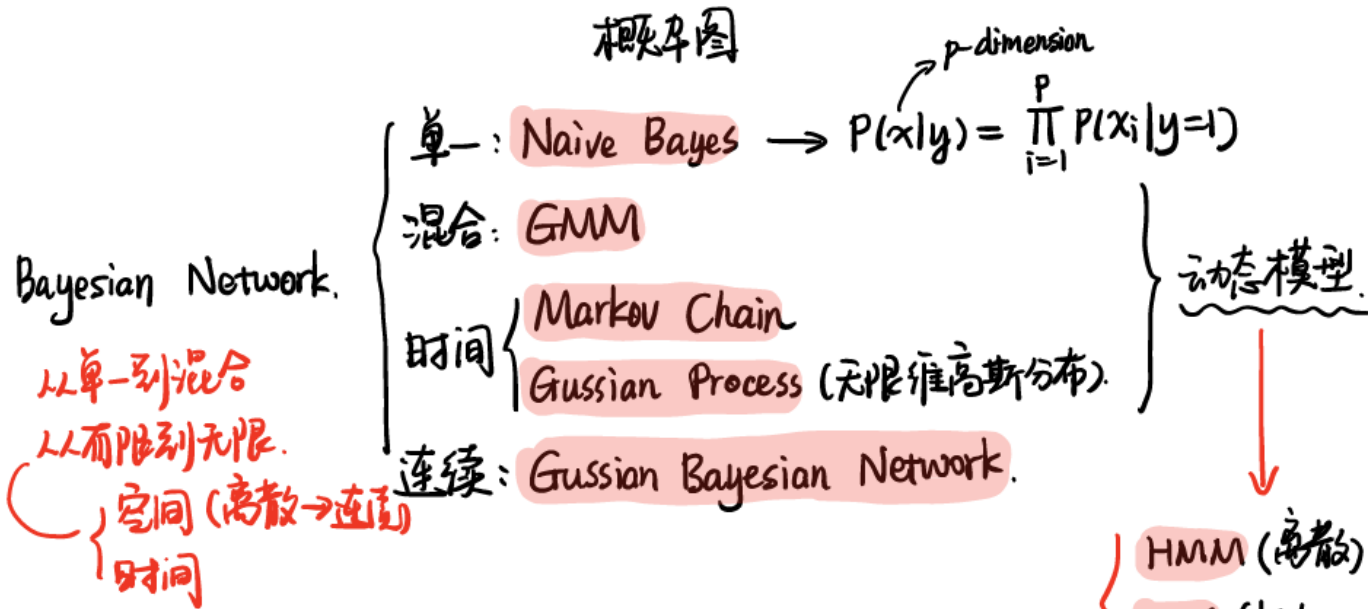 概率图
p-dimension
单一: Naive Bayes → P(x|y) = ∏_{i=1}^{p} P(xi|y=1)
混合: GMM
Bayesian Network.
动态模型.
时间 { Markov Chain
Gussian Process (无限维高斯分布).
从单一到混合
从有限到无限.
连续: Gussian Bayesian Network.
空间 (离散→连续)
时间
HMM (离散)